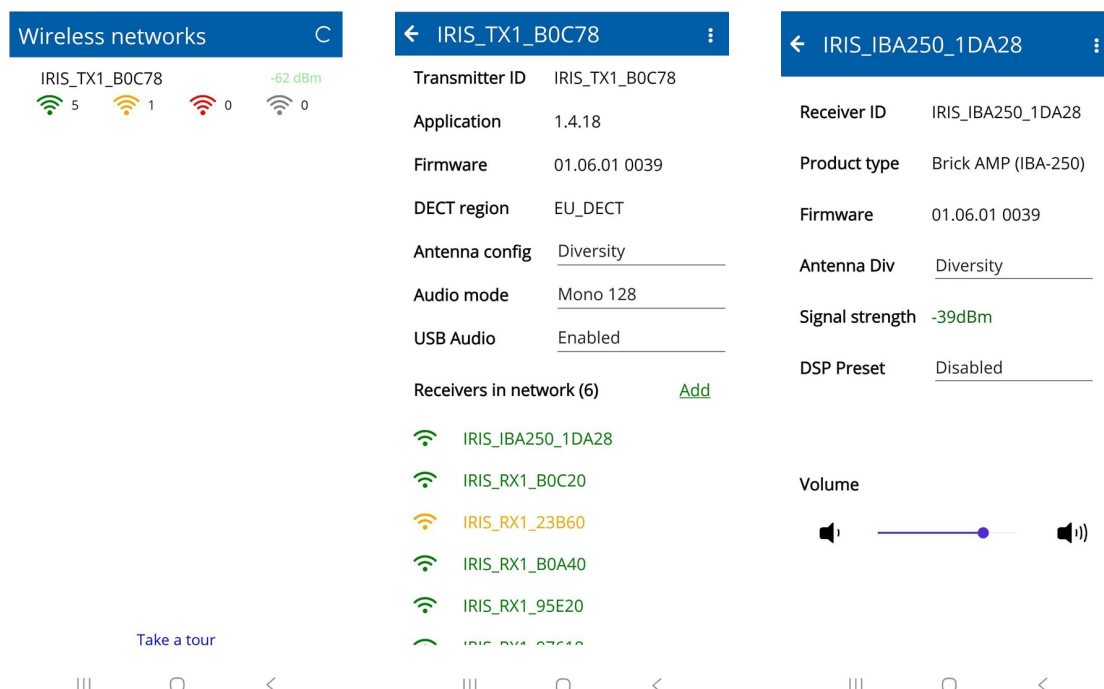 Wireless networks
IRIS_TX1_B0C78 -62 dBm
5 1 0 0
Take a tour
IRIS_TX1_B0C78
Transmitter ID IRIS_TX1_B0C78
Application 1.4.18
Firmware 01.06.01 0039
DECT region EU_DECT
Antenna config Diversity
Audio mode Mono 128
USB Audio Enabled
Receivers in network (6) Add
IRIS_IBA250_1DA28
IRIS_RX1_B0C20
IRIS_RX1_23B60
IRIS_RX1_B0A40
IRIS_RX1_95E20
IRIS_IBA250_1DA28
Receiver ID IRIS_IBA250_1DA28
Product type Brick AMP (IBA-250)
Firmware 01.06.01 0039
Antenna Div Diversity
Signal strength -39dBm
DSP Preset Disabled
Volume